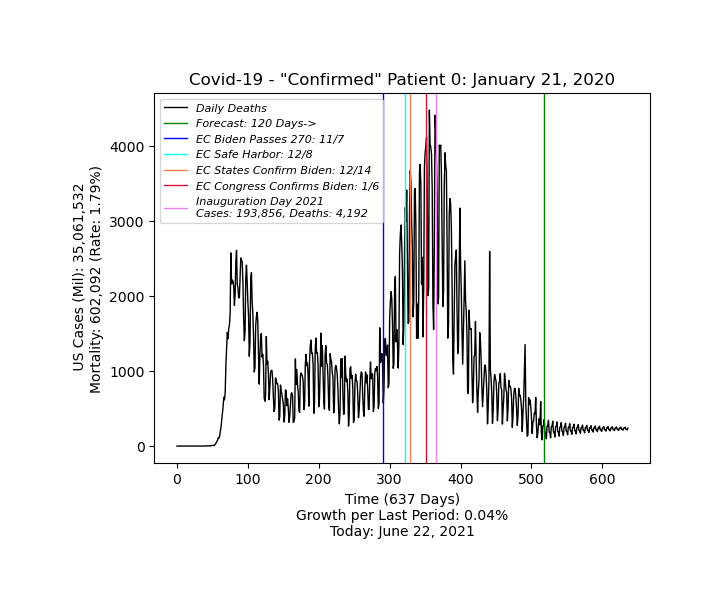 Covid-19 - "Confirmed" Patient 0: January 21, 2020
Daily Deaths
Forecast: 120 Days->
EC Biden Passes 270: 11/7
EC Safe Harbor: 12/8
EC States Confirm Biden: 12/14
EC Congress Confirms Biden: 1/6
Inauguration Day 2021
Cases: 193,856, Deaths: 4,192
US Cases (Mil): 35,061,532
Mortality: 602,092 (Rate: 1.79%)
4000
3000
2000
1000
0
0 100 200 300 400 500 600
Time (637 Days)
Growth per Last Period: 0.04%
Today: June 22, 2021